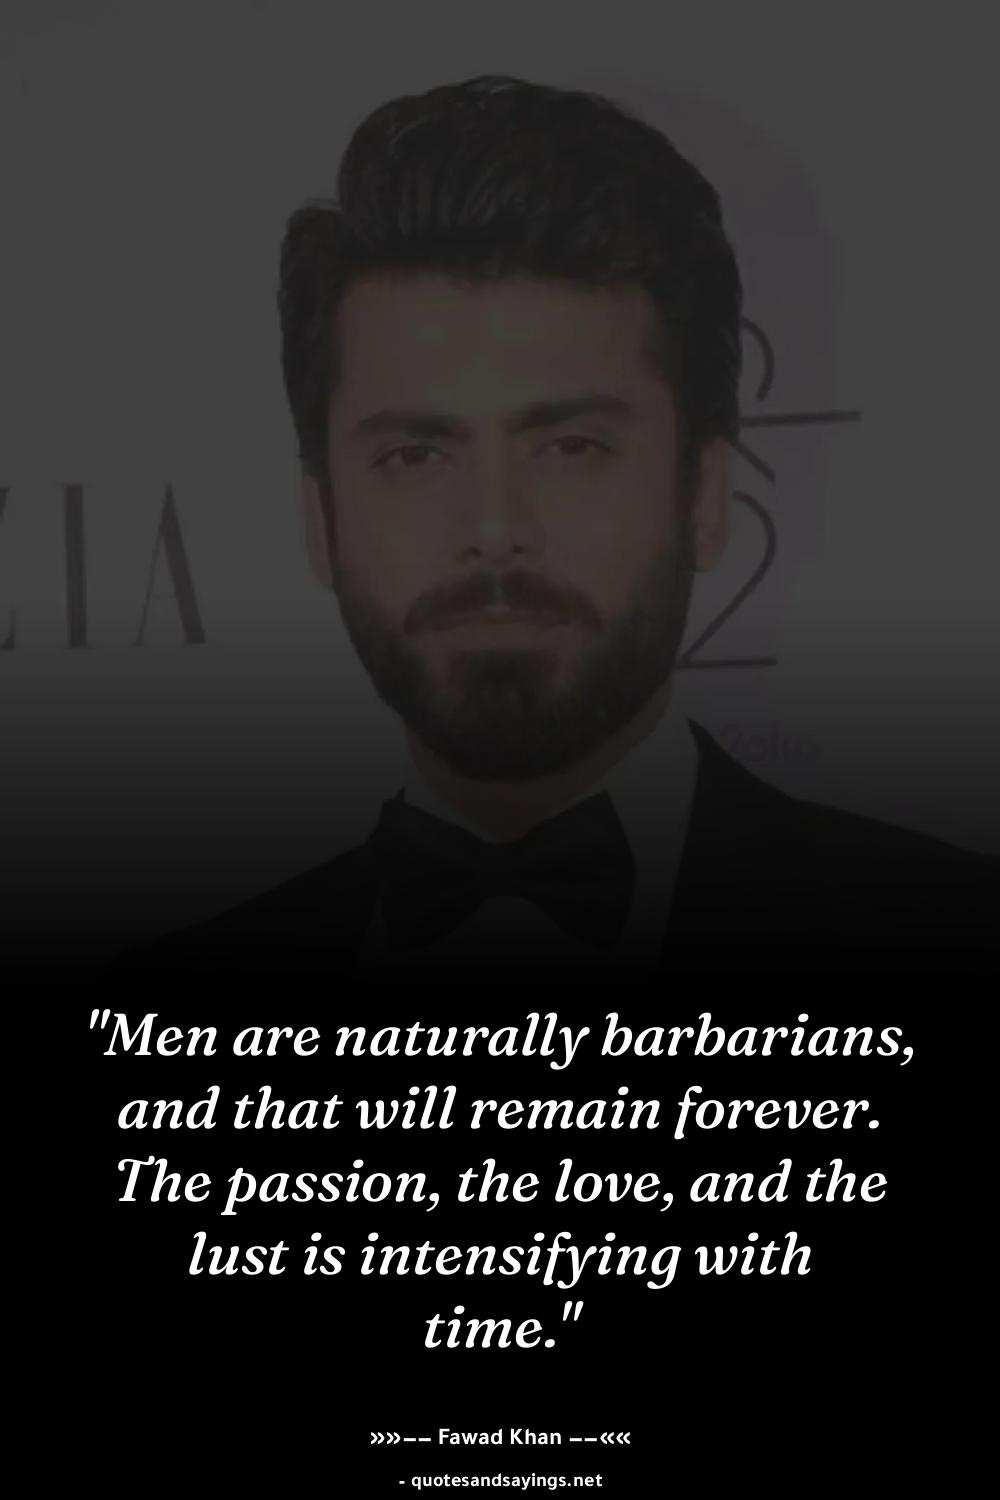 ZIA
"Men are naturally barbarians,
and that will remain forever.
The passion, the love, and the
lust is intensifying with
time."
»»–– Fawad Khan ––««
- quotesandsayings.net